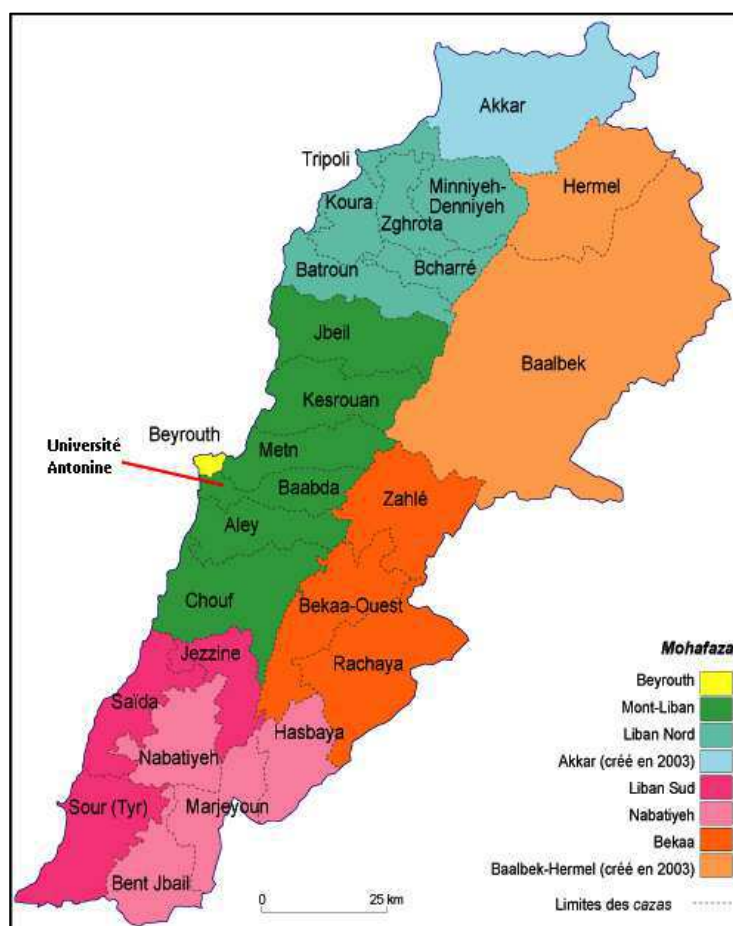 Akkar
Tripoli
Hermel
Minniyeh-
Denniyeh
Koura
Zghrota
Batroun
Bcharré
Jbeil
Baalbek
Kesrouan
Beyrouth
Université
Antonine
Metn
Baabda
Zahlé
Aley
Chouf
Bekaa-Ouest
Jezzine
Rachaya
Saïda
Hasbaya
Nabatiyeh
Sour (Tyr)
Marjeyoun
Bent Jbail
0 25 km
Mohafaza
Beyrouth
Mont-Liban
Liban Nord
Akkar (créé en 2003)
Liban Sud
Nabatiyeh
Bekaa
Baalbek-Hermel (créé en 2003)
Limites des cazas